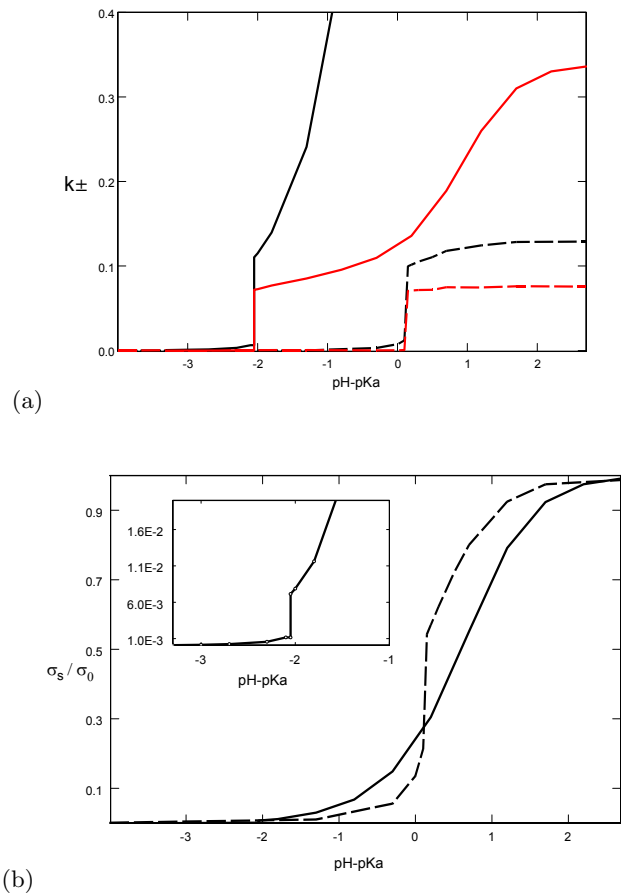 0.4
0.3
k±
0.2
0.1
0.0
-3 -2 -1 0 1 2
pH-pKa
(a)
0.9
0.7
σs/σ0
0.5
0.3
0.1
1.6E-2
1.1E-2
6.0E-3
1.0E-3
-3 -2 -1
pH-pKa
-3 -2 -1 0 1 2
pH-pKa
(b)